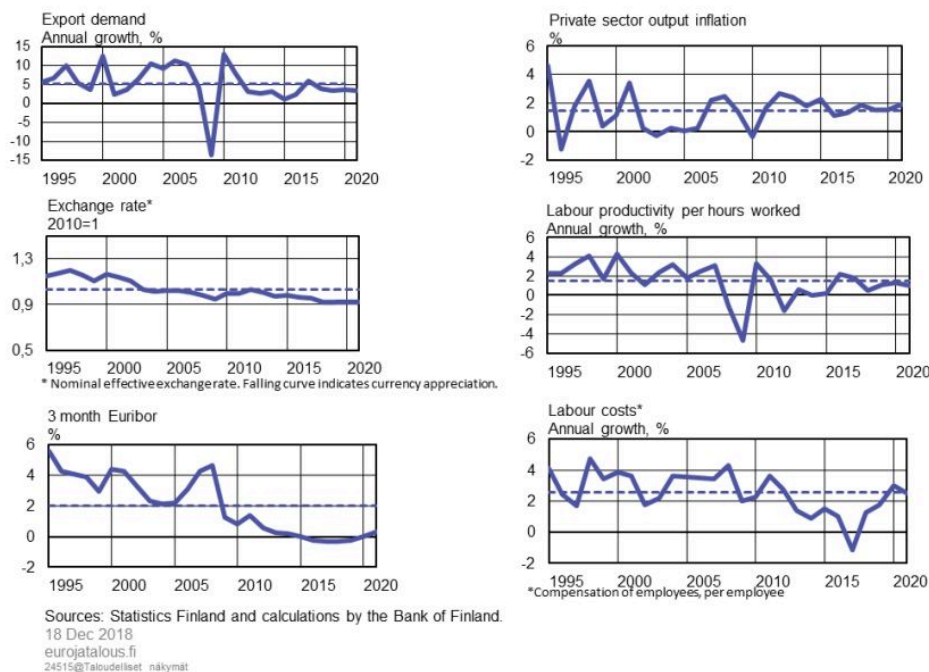 Export demand
Annual growth, %
15
10
5
0
-5
-10
-15
1995 2000 2005 2010 2015 2020
Exchange rate*
2010=1
1,3
0,9
0,5
1995 2000 2005 2010 2015 2020
* Nominal effective exchange rate. Falling curve indicates currency appreciation.
3 month Euribor
%
6
4
2
0
-2
1995 2000 2005 2010 2015 2020
Private sector output inflation
%
6
4
2
0
-2
1995 2000 2005 2010 2015 2020
Labour productivity per hours worked
Annual growth, %
6
4
2
0
-2
-4
-6
1995 2000 2005 2010 2015 2020
Labour costs*
Annual growth, %
6
4
2
0
-2
1995 2000 2005 2010 2015 2020
*Compensation of employees, per employee
Sources: Statistics Finland and calculations by the Bank of Finland.
18 Dec 2018
eurojatalous.fi
24515@Taloudelliset_näkymät